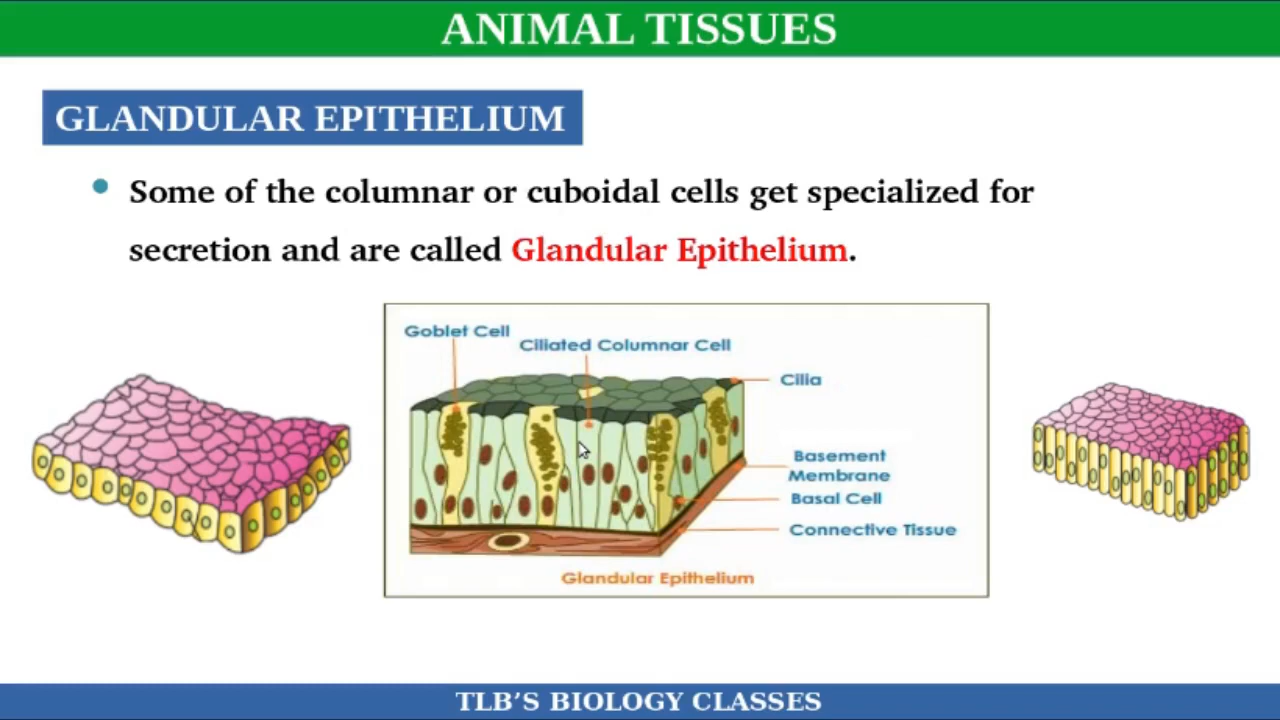 ANIMAL TISSUES
GLANDULAR EPITHELIUM
Some of the columnar or cuboidal cells get specialized for
secretion and are called Glandular Epithelium.
Goblet Cell
Ciliated Columnar Cell
Cilia
Basement
Membrane
Basal Cell
Connective Tissue
Glandular Epithelium
TLB'S BIOLOGY CLASSES